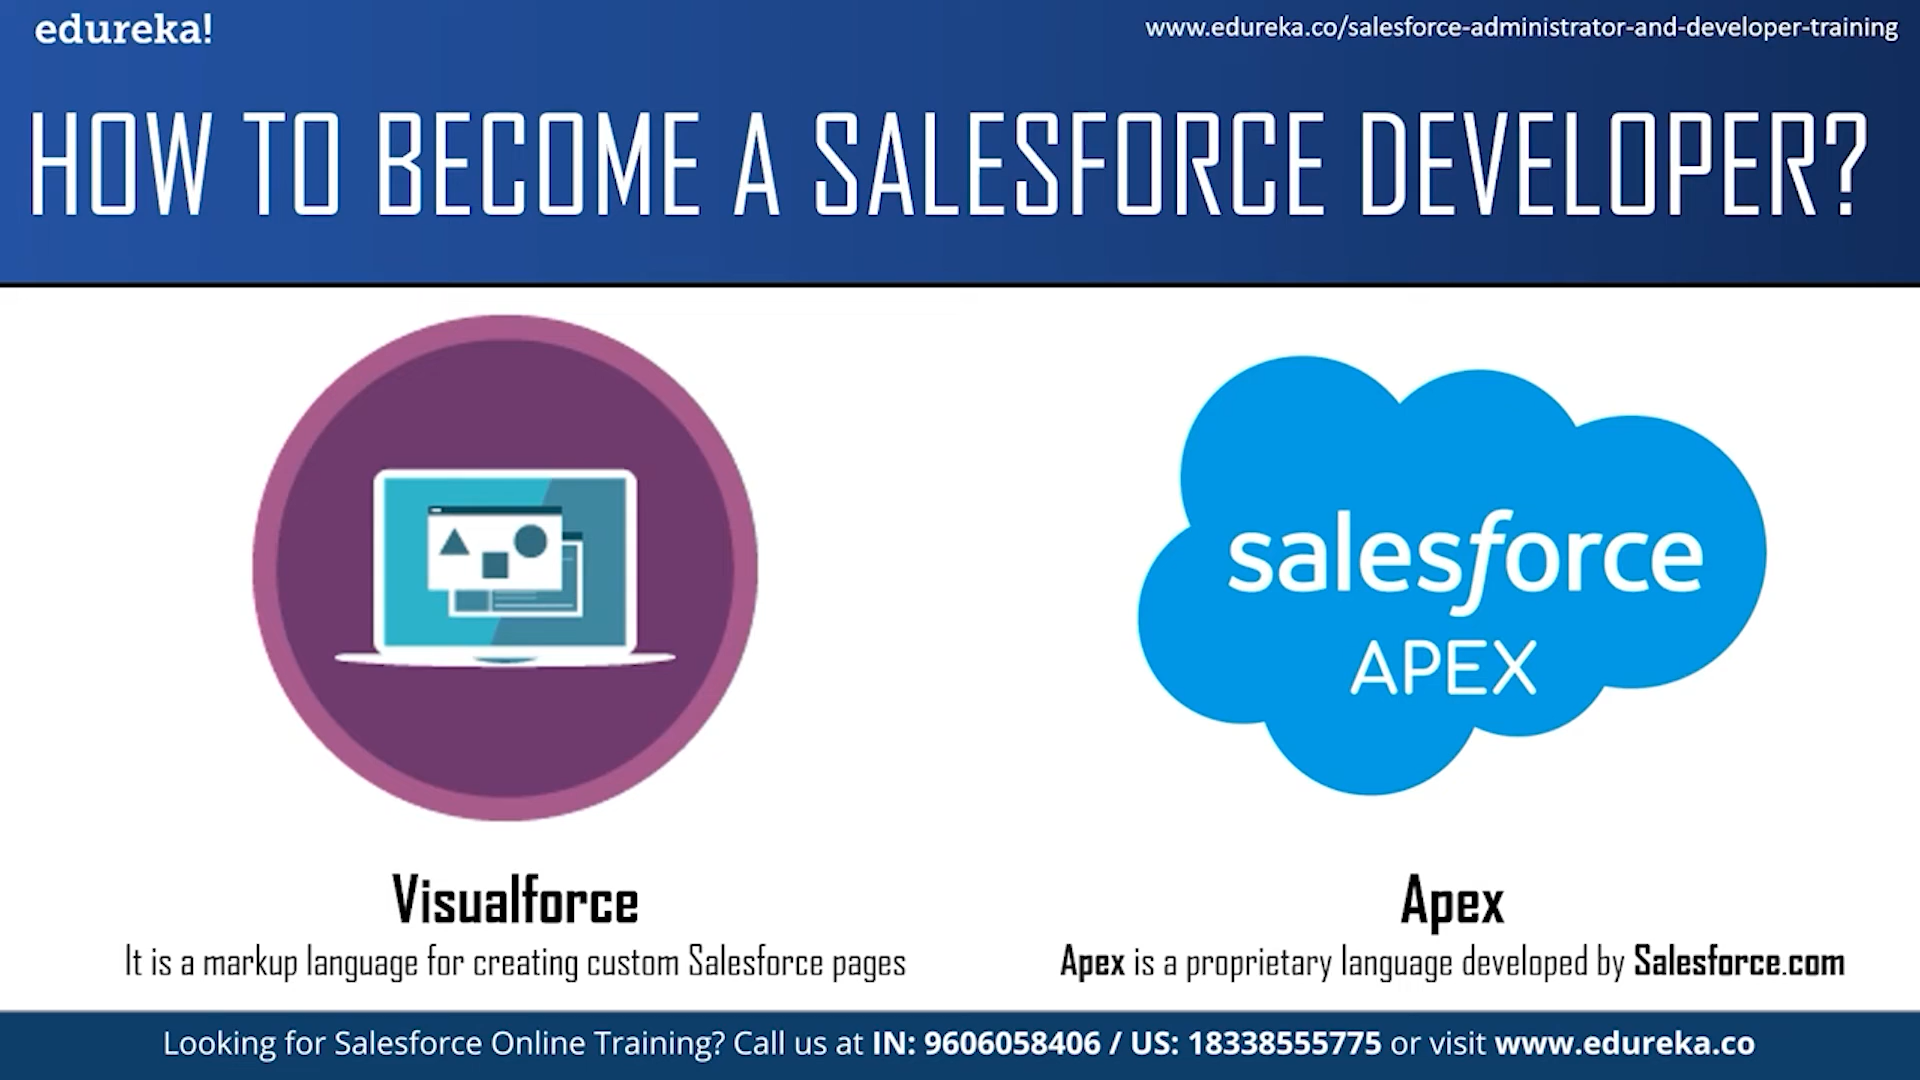 edureka!
www.edureka.co/salesforce-administrator-and-developer-training
HOW TO BECOME A SALESFORCE DEVELOPER?
salesforce
APEX
Visualforce
It is a markup language for creating custom Salesforce pages
Apex
Apex is a proprietary language developed by Salesforce.com
Looking for Salesforce Online Training? Call us at IN: 9606058406 / US: 18338555775 or visit www.edureka.co